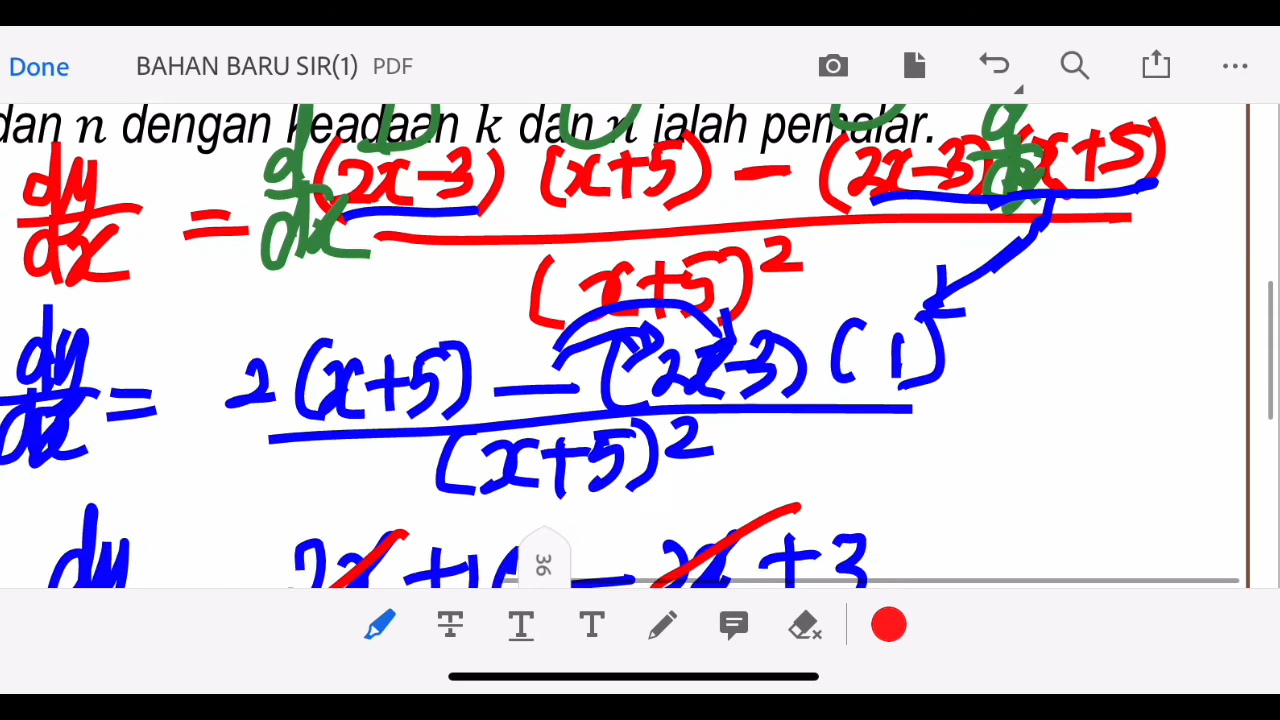 Done BAHAN BARU SIR(1) PDF
dan n dengan keadaan k dan n ialah pemalar.
dy/dx = d/dx (2x-3) (x+5) - (2x-3) d/dx (x+5)
(x+5)²
dy/dx = 2(x+5) - (2x-3)(1)
(x+5)²
dy 2x + 10 - 2x + 3
36